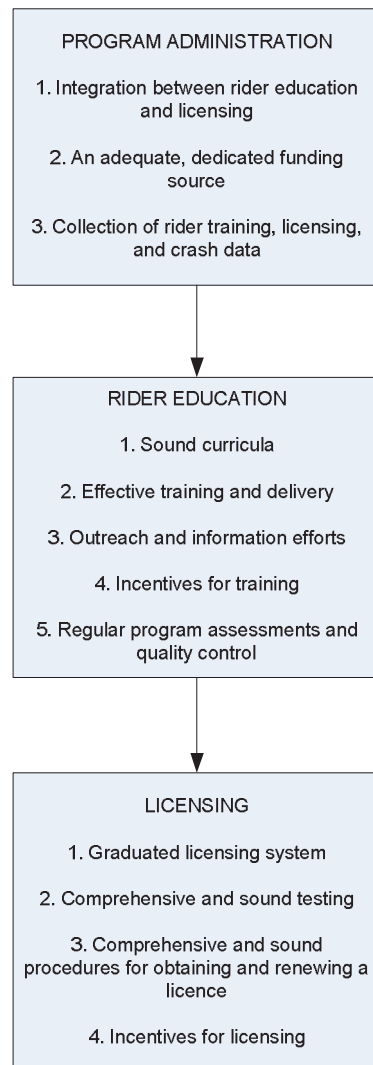 PROGRAM ADMINISTRATION
1. Integration between rider education
and licensing
2. An adequate, dedicated funding
source
3. Collection of rider training, licensing,
and crash data
RIDER EDUCATION
1. Sound curricula
2. Effective training and delivery
3. Outreach and information efforts
4. Incentives for training
5. Regular program assessments and
quality control
LICENSING
1. Graduated licensing system
2. Comprehensive and sound testing
3. Comprehensive and sound
procedures for obtaining and renewing a
licence
4. Incentives for licensing